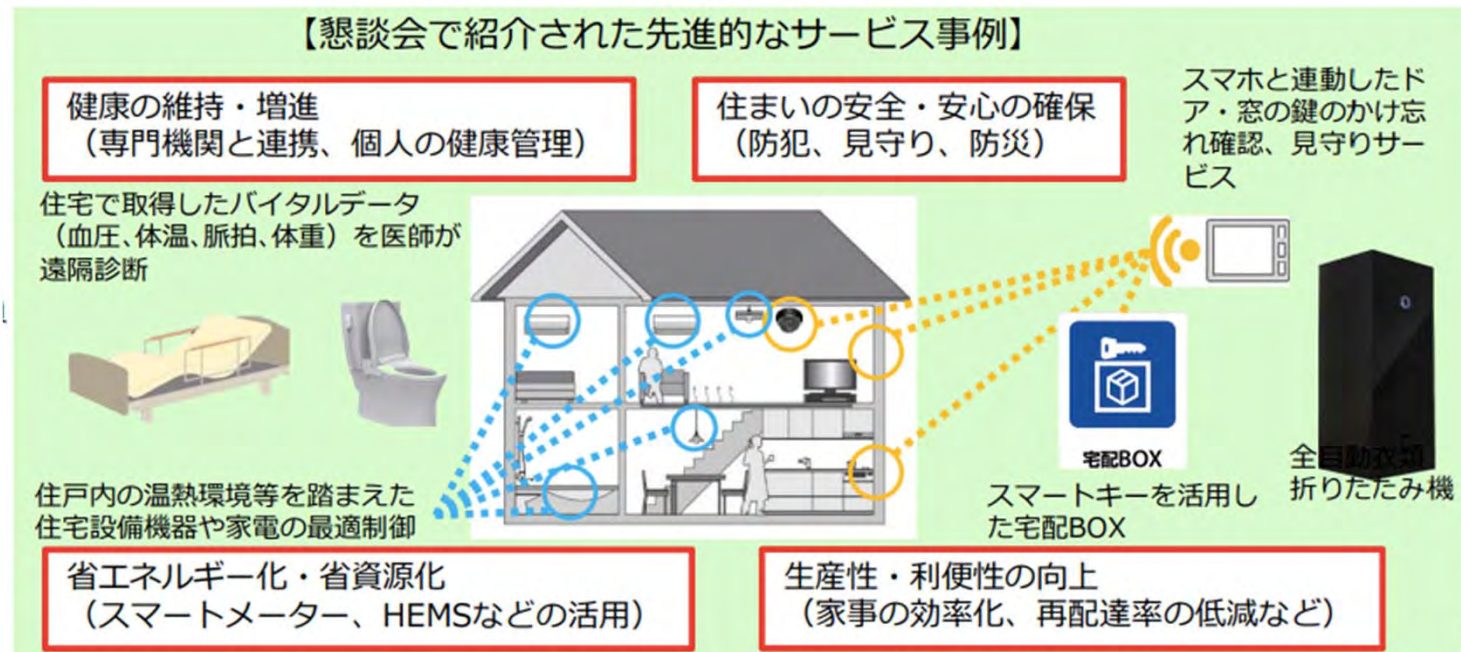 【懇談会で紹介された先進的なサービス事例】
健康の維持・増進
（専門機関と連携、個人の健康管理）
住まいの安全・安心の確保
（防犯、見守り、防災）
スマホと連動したド
ア・窓の鍵のかけ忘
れ確認、見守りサー
ビス
住宅で取得したバイタルデータ
（血圧、体温、脈拍、体重）を医師が
遠隔診断
宅配BOX
全自動衣類
折りたたみ機
スマートキーを活用し
た宅配BOX
住戸内の温熱環境等を踏まえた
住宅設備機器や家電の最適制御
省エネルギー化・省資源化
（スマートメーター、HEMSなどの活用）
生産性・利便性の向上
（家事の効率化、再配達率の低減など）